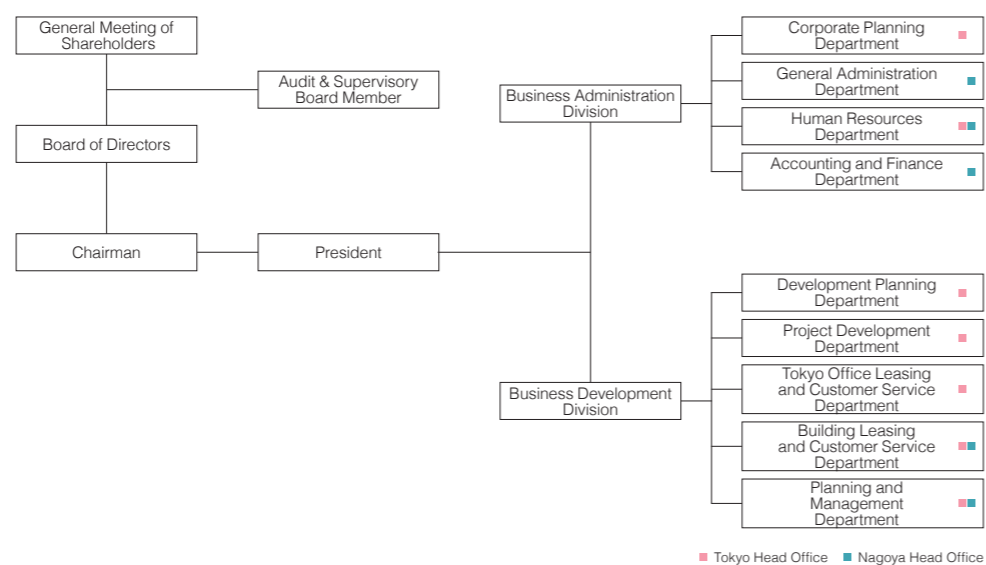 General Meeting of
Shareholders
Audit & Supervisory
Board Member
Board of Directors
Chairman
President
Business Administration
Division
Corporate Planning
Department
General Administration
Department
Human Resources
Department
Accounting and Finance
Department
Business Development
Division
Development Planning
Department
Project Development
Department
Tokyo Office Leasing
and Customer Service
Department
Building Leasing
and Customer Service
Department
Planning and
Management
Department
Tokyo Head Office
Nagoya Head Office